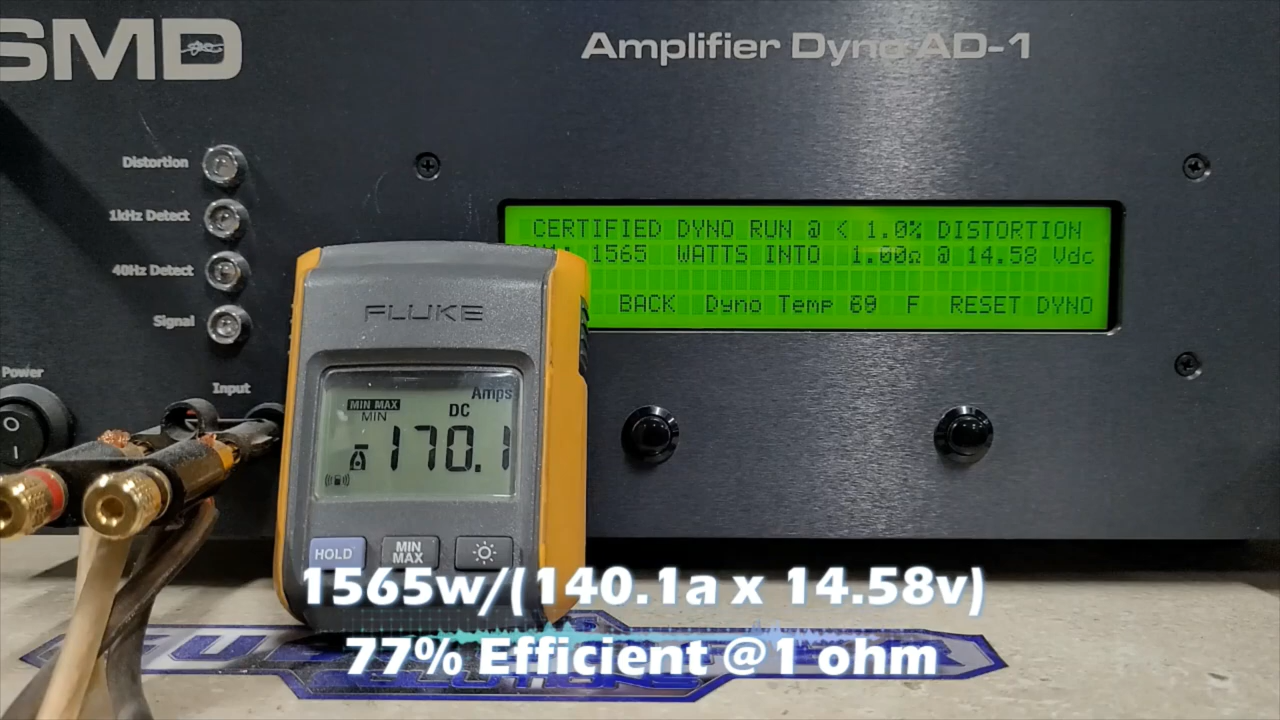 SMD
Amplifier Dyno AD-1
Distortion
1kHz Detect
40Hz Detect
Signal
Power
Input
CERTIFIED DYNO RUN @ < 1.0% DISTORTION
1565 WATTS INTO 1.00Ω @ 14.58 Vdc
BACK Dyno Temp 69 F RESET DYNO
FLUKE
Amps
MIN MAX
MIN
DC
170.1
HOLD
MIN MAX
1565w/(140.1a x 14.58v)
77% Efficient @1 ohm